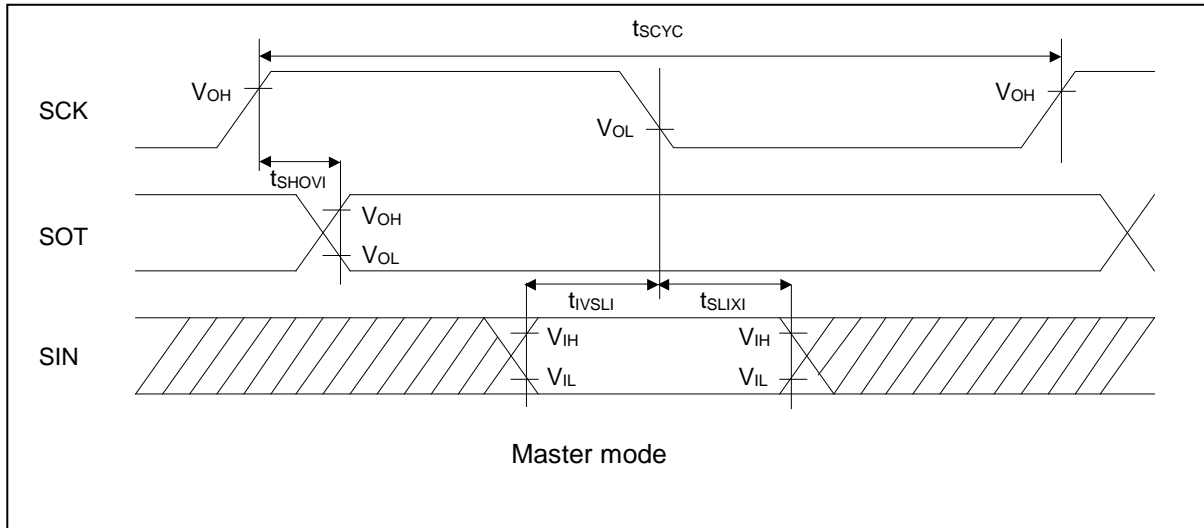 tSCYC
SCK
VOH
VOL
VOH
tSHOVI
SOT
VOH
VOL
tIVSLI
tSLIXI
SIN
VIH
VIH
VIL
VIL
Master mode